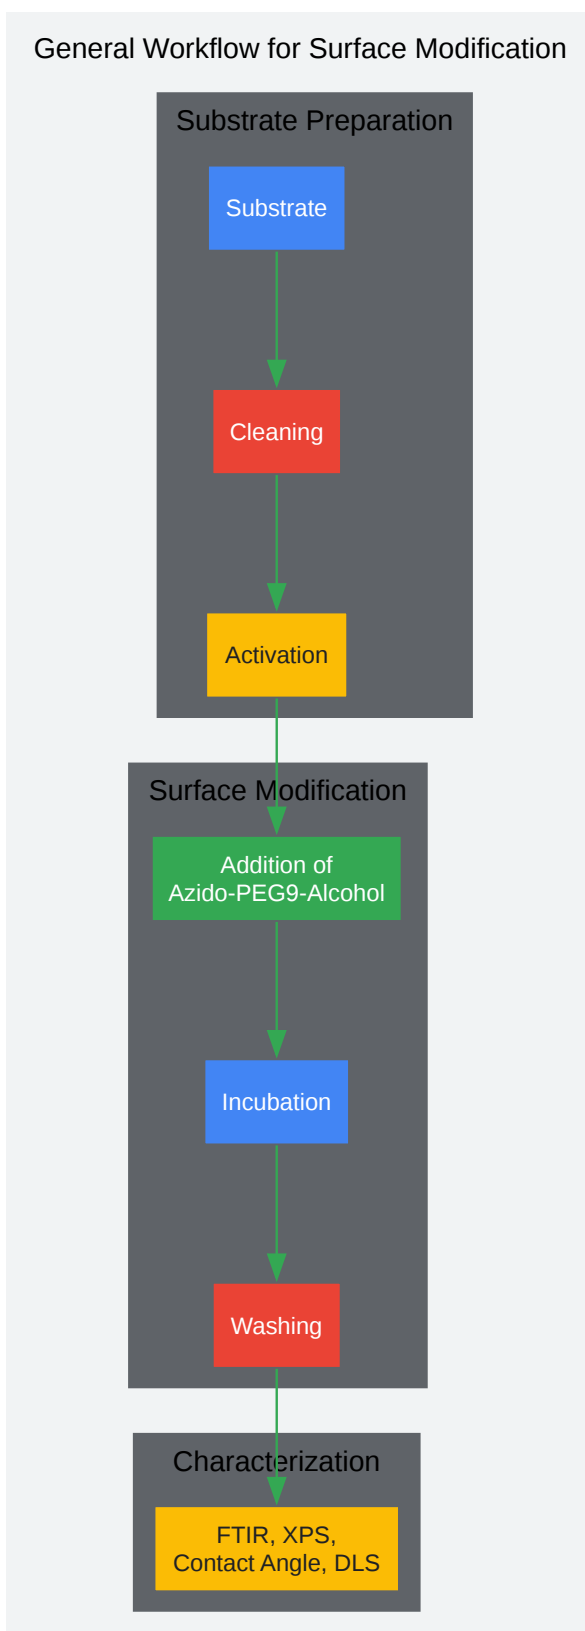 General Workflow for Surface Modification
Substrate Preparation
Substrate
Cleaning
Activation
Surface Modification
Addition of
Azido-PEG9-Alcohol
Incubation
Washing
Characterization
FTIR, XPS,
Contact Angle, DLS